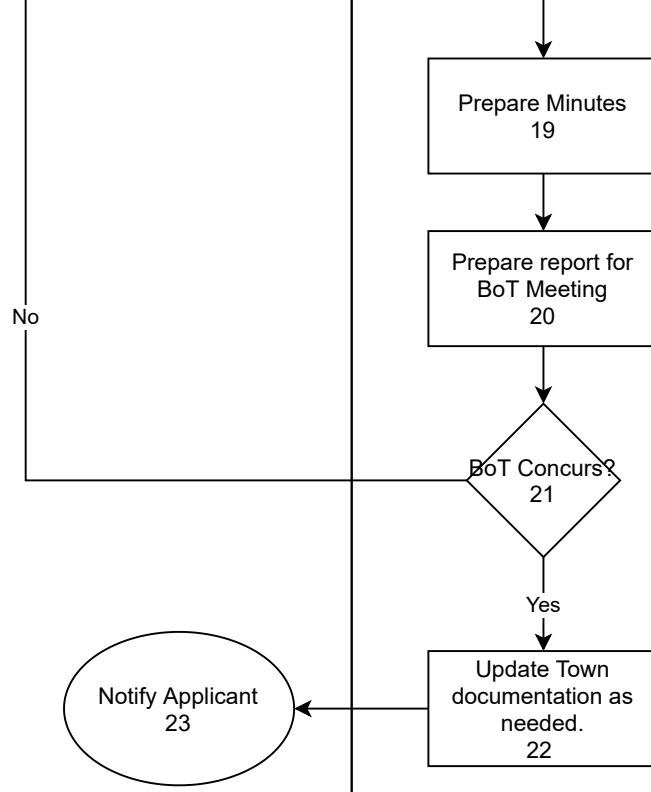 Prepare Minutes
19
Prepare report for
BoT Meeting
20
No
BoT Concurs?
21
Yes
Update Town
documentation as
needed.
22
Notify Applicant
23